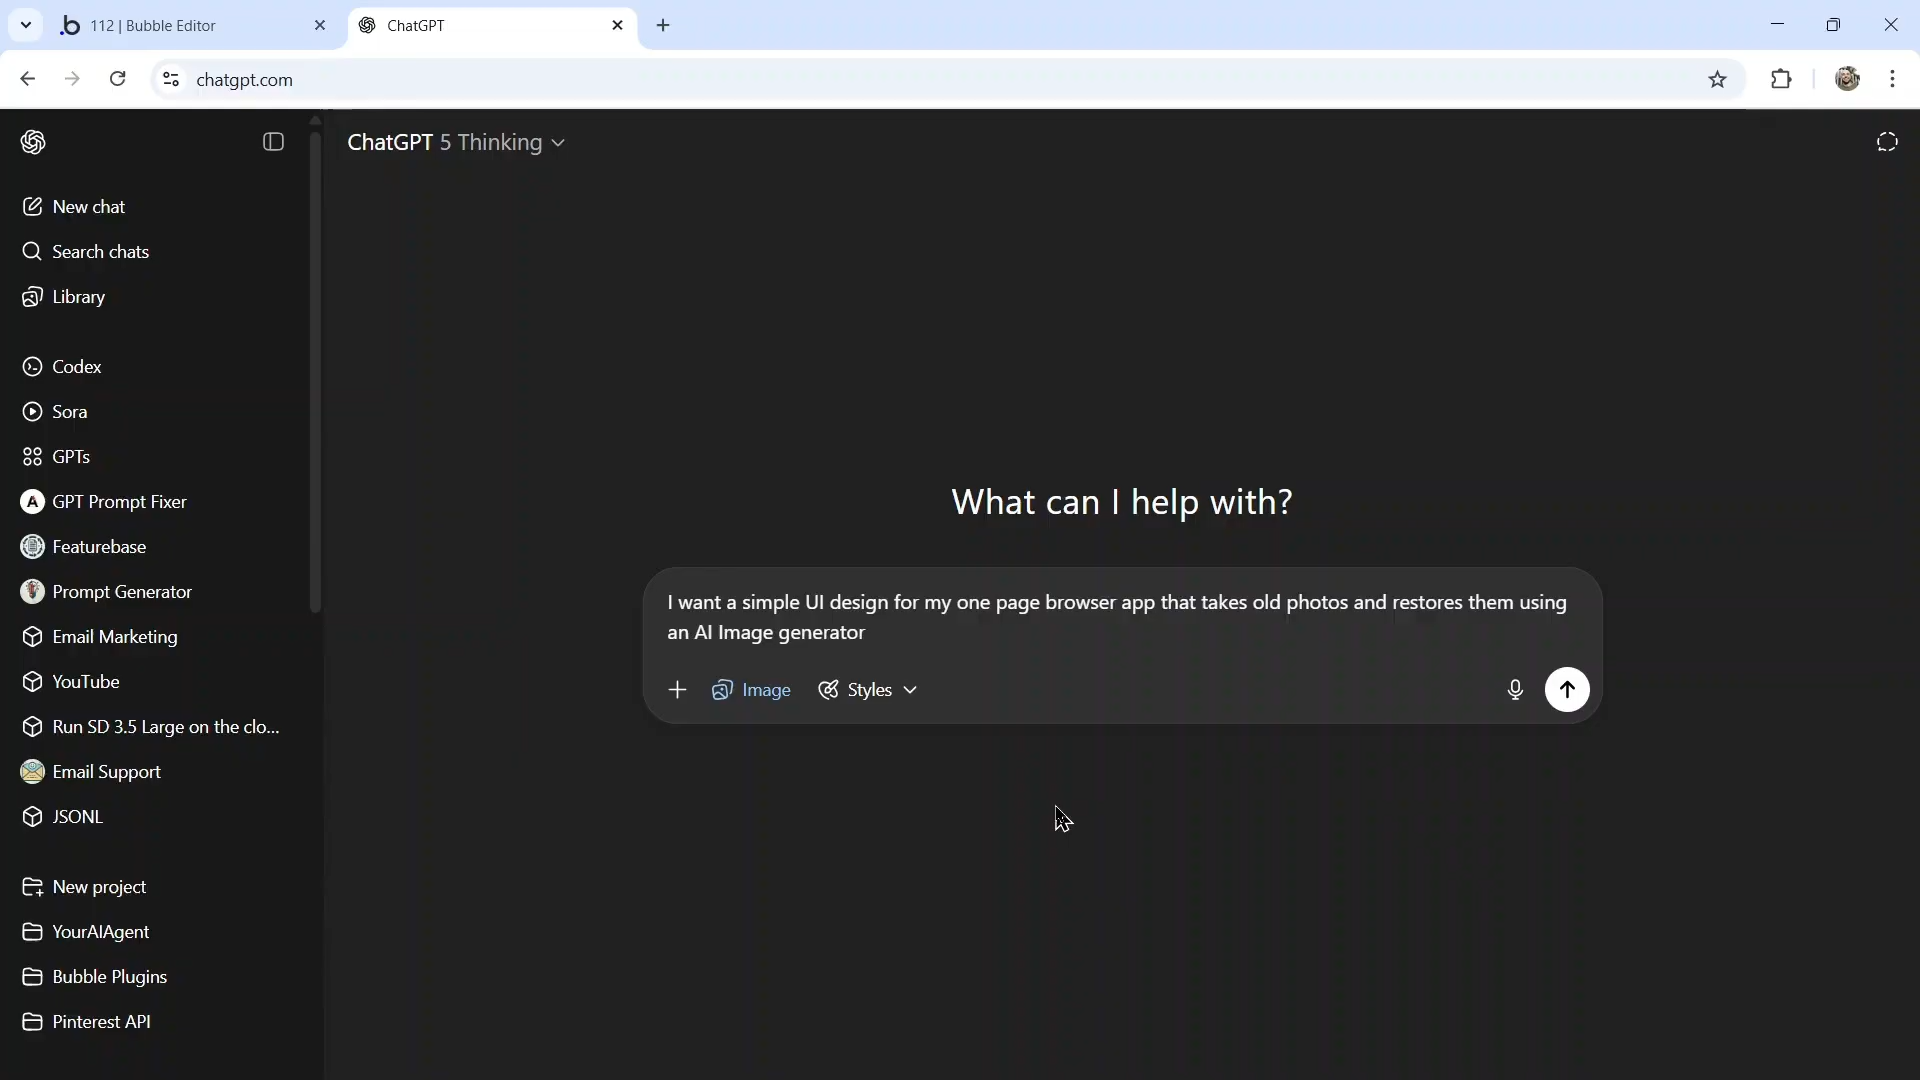 112 | Bubble Editor
ChatGPT
chatgpt.com
ChatGPT 5 Thinking
New chat
Search chats
Library
Codex
Sora
GPTs
A GPT Prompt Fixer
Featurebase
Prompt Generator
Email Marketing
YouTube
Run SD 3.5 Large on the clo...
Email Support
JSONL
New project
YourAIAgent
Bubble Plugins
Pinterest API
What can I help with?
I want a simple UI design for my one page browser app that takes old photos and restores them using
an AI Image generator
Image
Styles